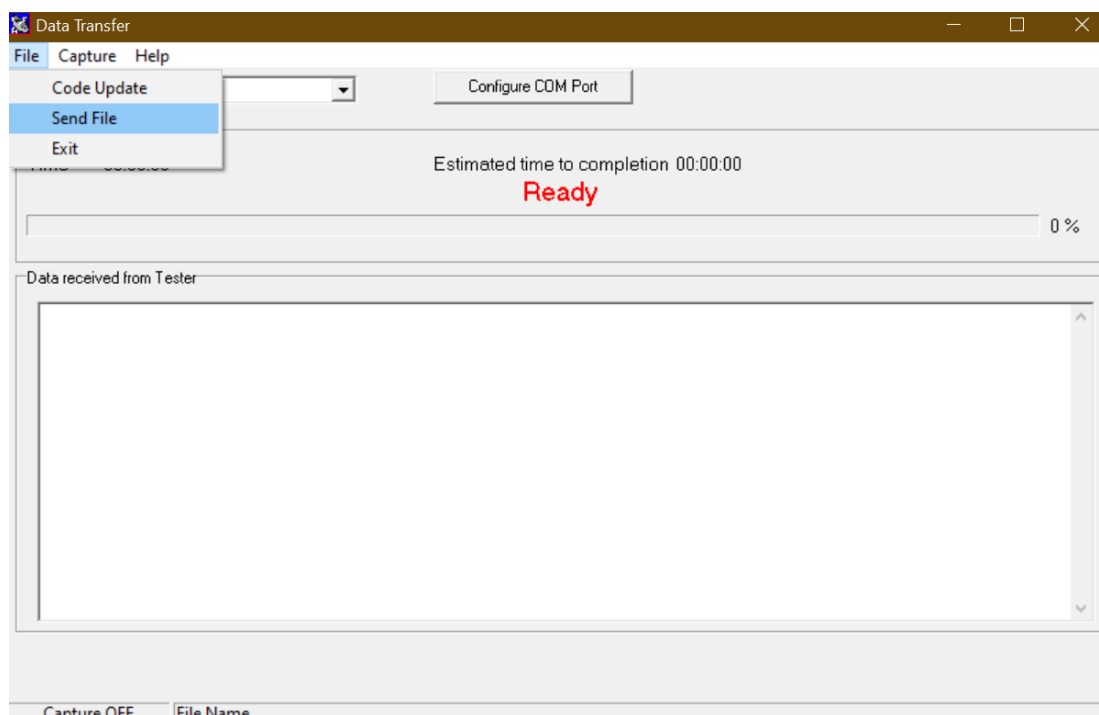 Data Transfer
File Capture Help
Code Update
Configure COM Port
Send File
Exit
Estimated time to completion 00:00:00
Ready
0 %
Data received from Tester
Capture OFF File Name